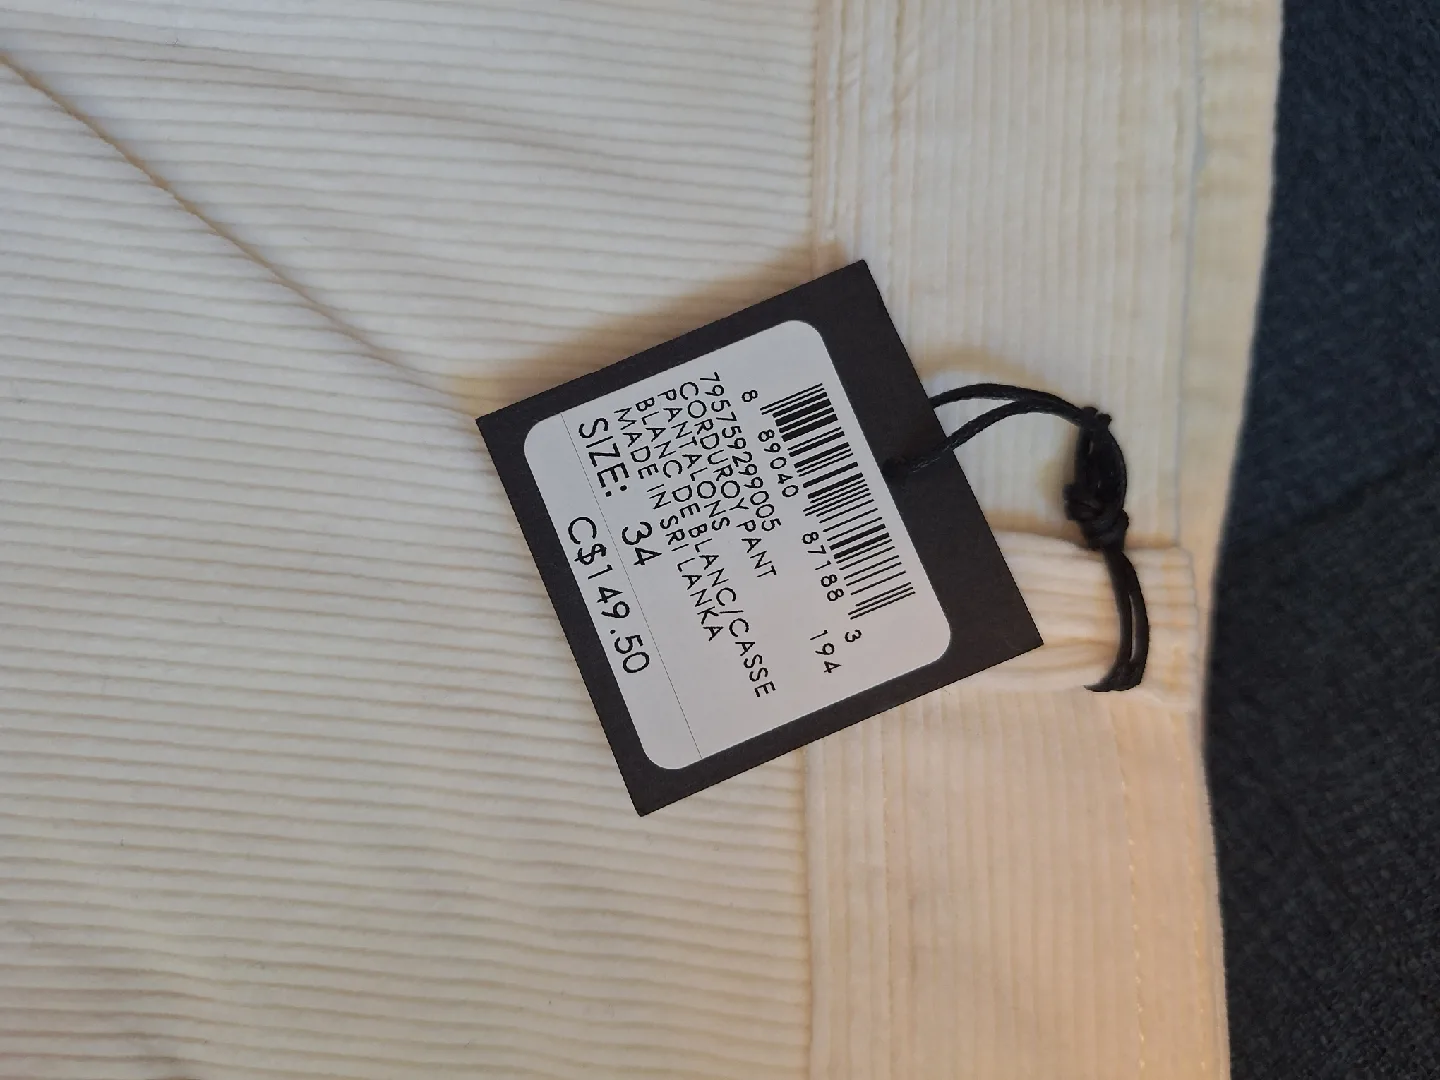 8 89040 87188 3
194
795759299005
CORDUROY PANT
PANTALONS
BLANC DE BLANC/CASSE
MADE IN SRI LANKA
SIZE: 34
C$149.50